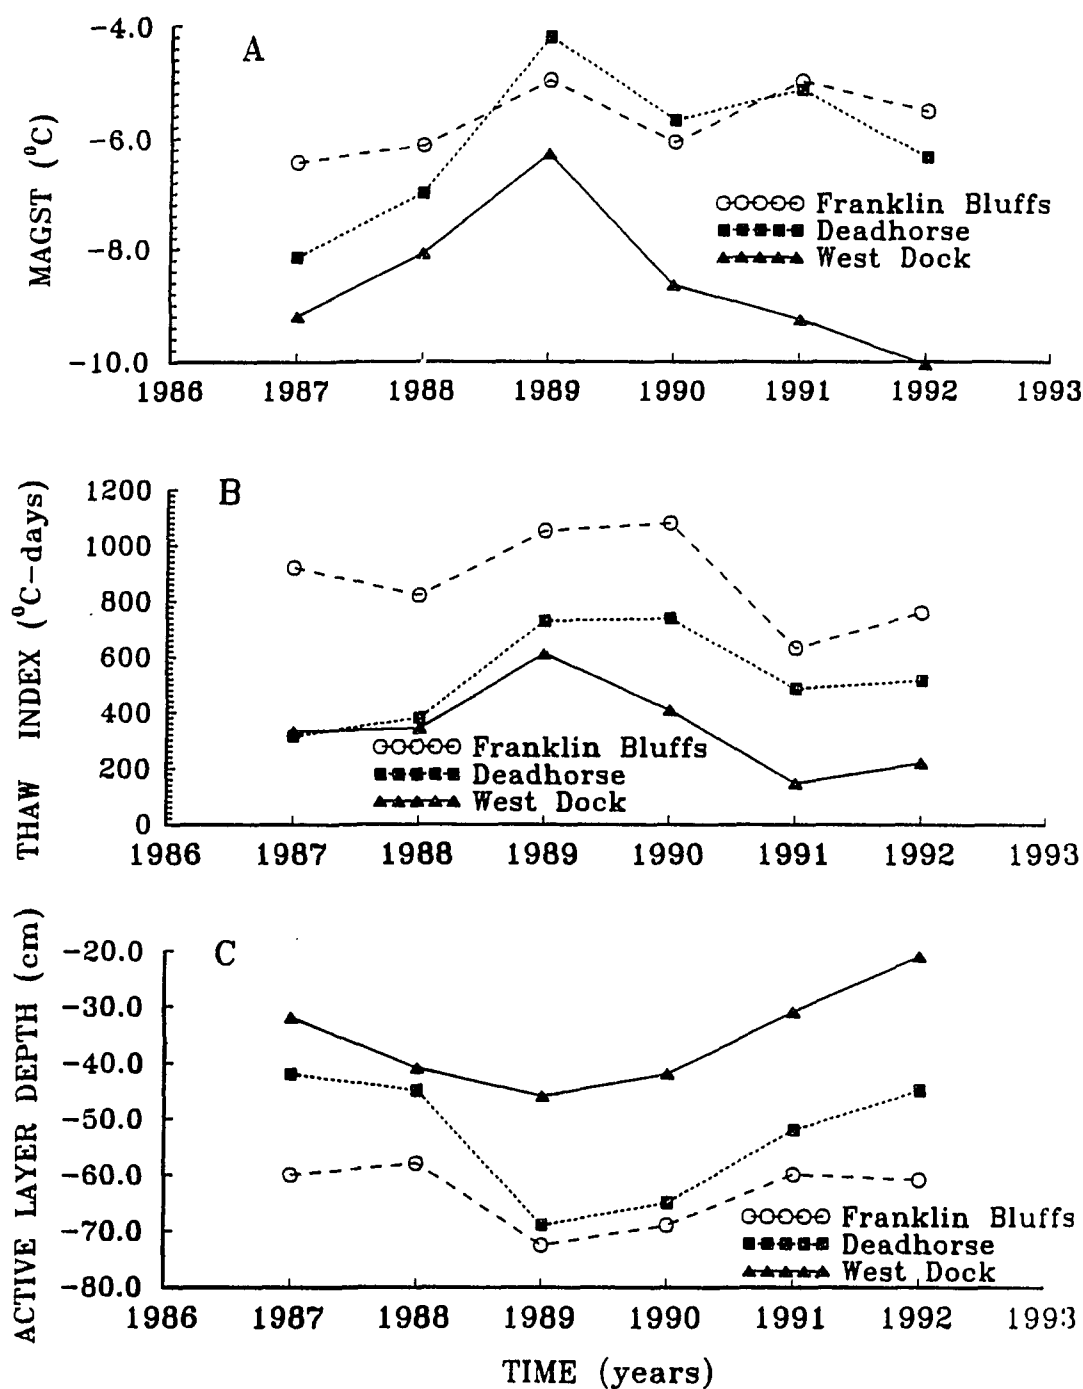 A
MAGST (⁰C)
−4.0
−6.0
−8.0
−10.0
Franklin Bluffs
Deadhorse
West Dock
1986 1987 1988 1989 1990 1991 1992 1993
B
THAW INDEX (⁰C−days)
1200
1000
800
600
400
200
0
Franklin Bluffs
Deadhorse
West Dock
1986 1987 1988 1989 1990 1991 1992 1993
C
ACTIVE LAYER DEPTH (cm)
−20.0
−30.0
−40.0
−50.0
−60.0
−70.0
−80.0
Franklin Bluffs
Deadhorse
West Dock
1986 1987 1988 1989 1990 1991 1992 1993
TIME (years)